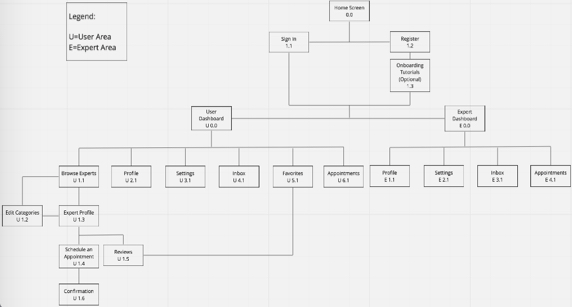 Legend:
U=User Area
E=Expert Area
Home Screen
0.0
Sign In
1.1
Register
1.2
Onboarding
Tutorials
(Optional)
1.3
User
Dashboard
U 0.0
Expert
Dashboard
E 0.0
Browse Experts
U 1.1
Profile
U 2.1
Settings
U 3.1
Inbox
U 4.1
Favorites
U 5.1
Appointments
U 6.1
Profile
E 1.1
Settings
E 2.1
Inbox
E 3.1
Appointments
E 4.1
Edit Categories
U 1.2
Expert Profile
U 1.3
Schedule an
Appointment
U 1.4
Reviews
U 1.5
Confirmation
U 1.6